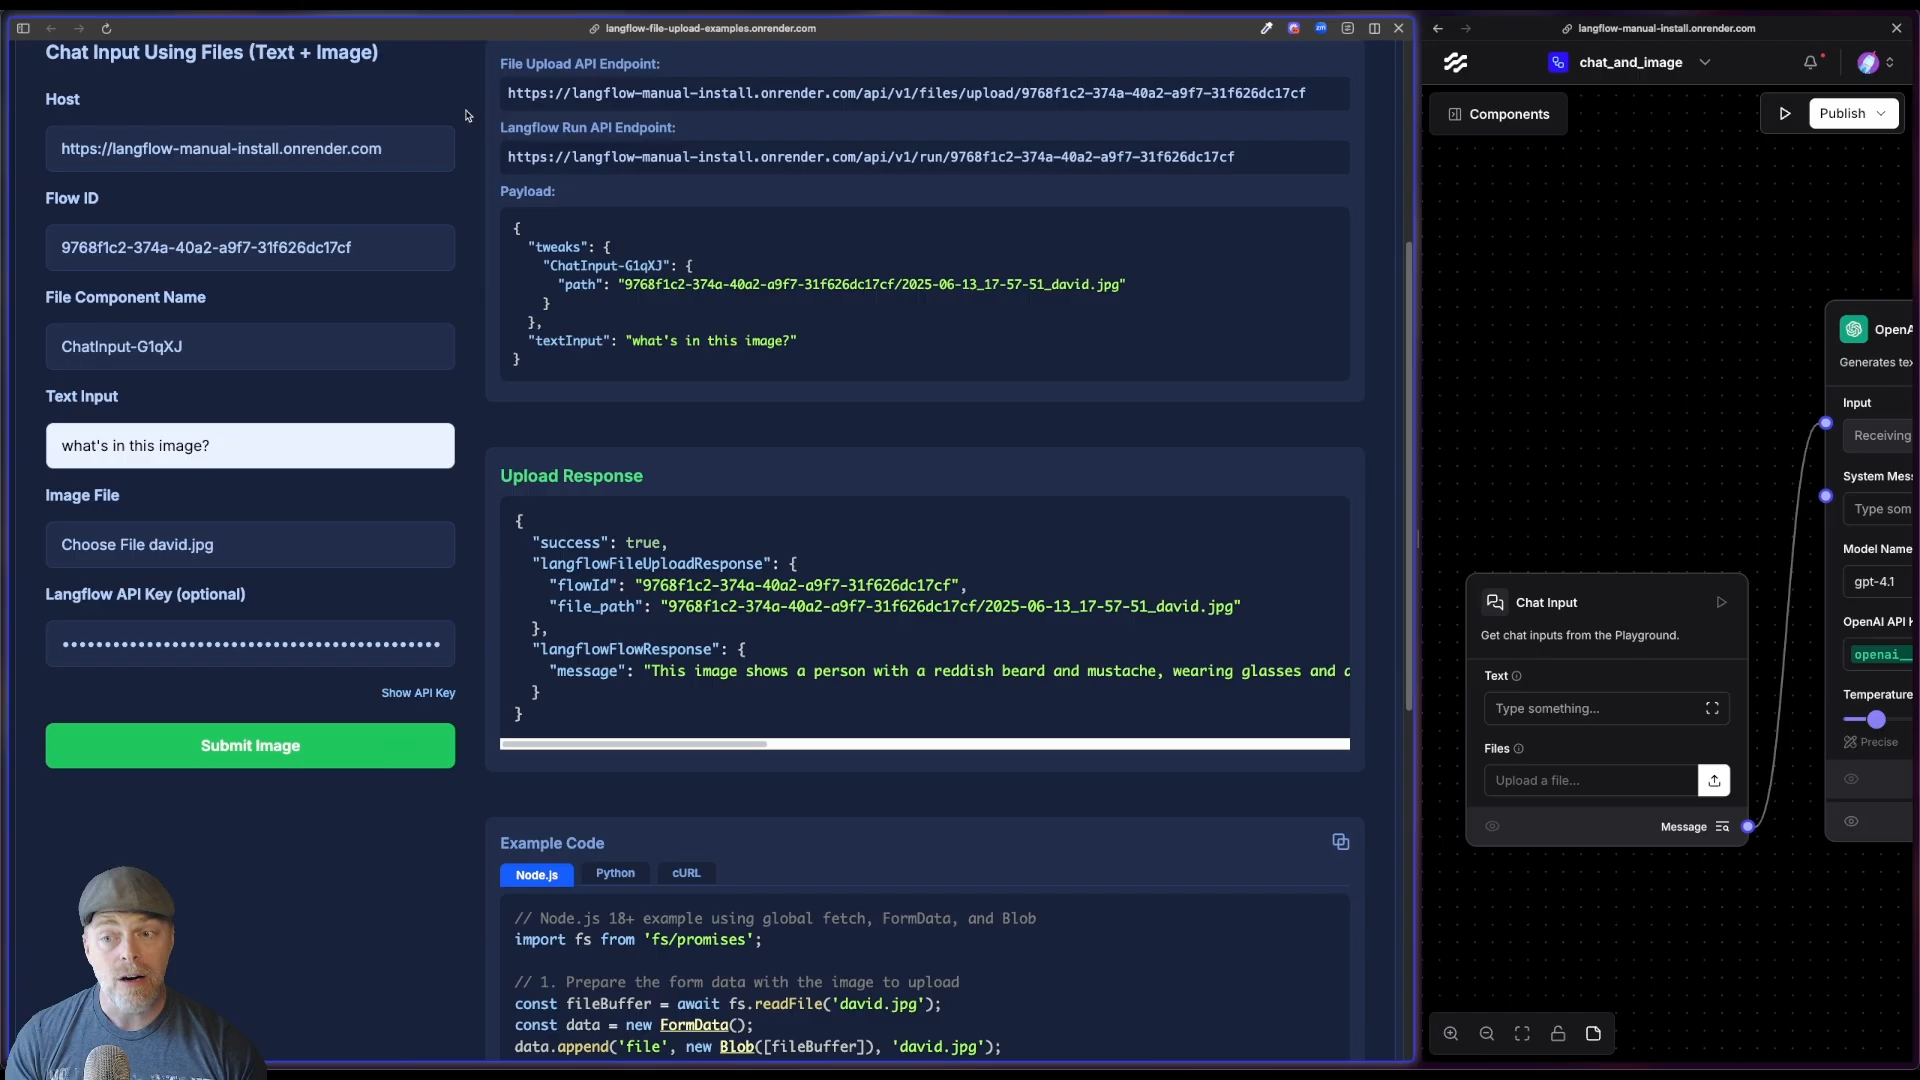 langflow-file-upload-examples.onrender.com
Chat Input Using Files (Text + Image)
Host
https://langflow-manual-install.onrender.com
Flow ID
9768f1c2-374a-40a2-a9f7-31f626dc17cf
File Component Name
ChatInput-G1qXJ
Text Input
what's in this image?
Image File
Choose File david.jpg
Langflow API Key (optional)
Show API Key
Submit Image
File Upload API Endpoint:
https://langflow-manual-install.onrender.com/api/v1/files/upload/9768f1c2-374a-40a2-a9f7-31f626dc17cf
Langflow Run API Endpoint:
https://langflow-manual-install.onrender.com/api/v1/run/9768f1c2-374a-40a2-a9f7-31f626dc17cf
Payload:
{
"tweaks": {
"ChatInput-G1qXJ": {
"path": "9768f1c2-374a-40a2-a9f7-31f626dc17cf/2025-06-13_17-57-51_david.jpg"
}
},
"textInput": "what's in this image?"
}
Upload Response
{
"success": true,
"langflowFileUploadResponse": {
"flowId": "9768f1c2-374a-40a2-a9f7-31f626dc17cf",
"file_path": "9768f1c2-374a-40a2-a9f7-31f626dc17cf/2025-06-13_17-57-51_david.jpg"
},
"langflowFlowResponse": {
"message": "This image shows a person with a reddish beard and mustache, wearing glasses and
}
}
Example Code
Node.js Python cURL
// Node.js 18+ example using global fetch, FormData, and Blob
import fs from 'fs/promises';
// 1. Prepare the form data with the image to upload
const fileBuffer = await fs.readFile('david.jpg');
const data = new FormData();
data.append('file', new Blob([fileBuffer]), 'david.jpg');
langflow-manual-install.onrender.com
chat_and_image
Components
Publish
Chat Input
Get chat inputs from the Playground.
Text
Type something...
Files
Upload a file...
Message
OpenA
Generates tex
Input
Receiving
System Mess
Type som
Model Name
gpt-4.1
OpenAI API K
openai_
Temperature
Precise